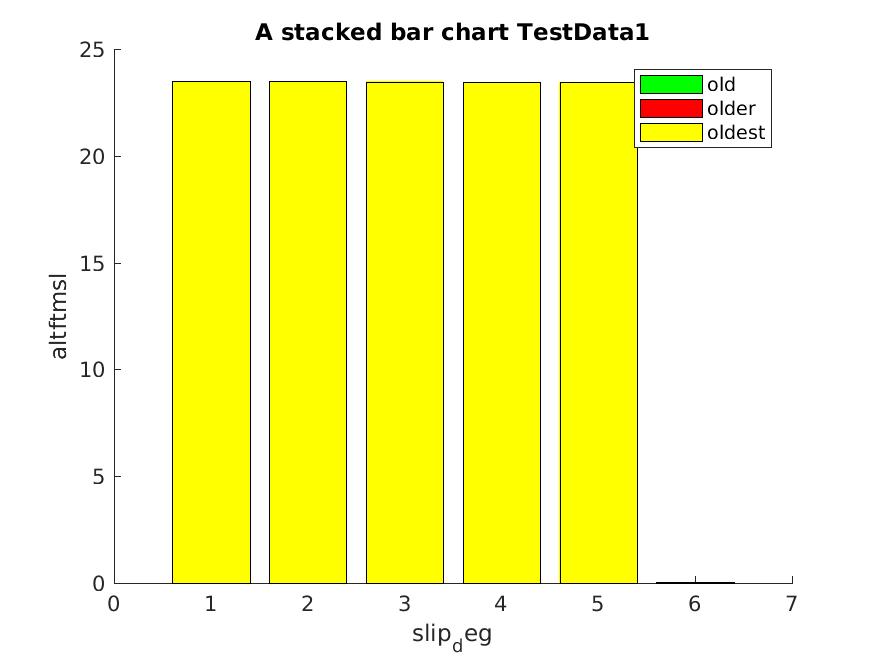 A stacked bar chart TestData1
25
20
15
10
5
0
altftmsl
old
older
oldest
0 1 2 3 4 5 6 7
slip_deg